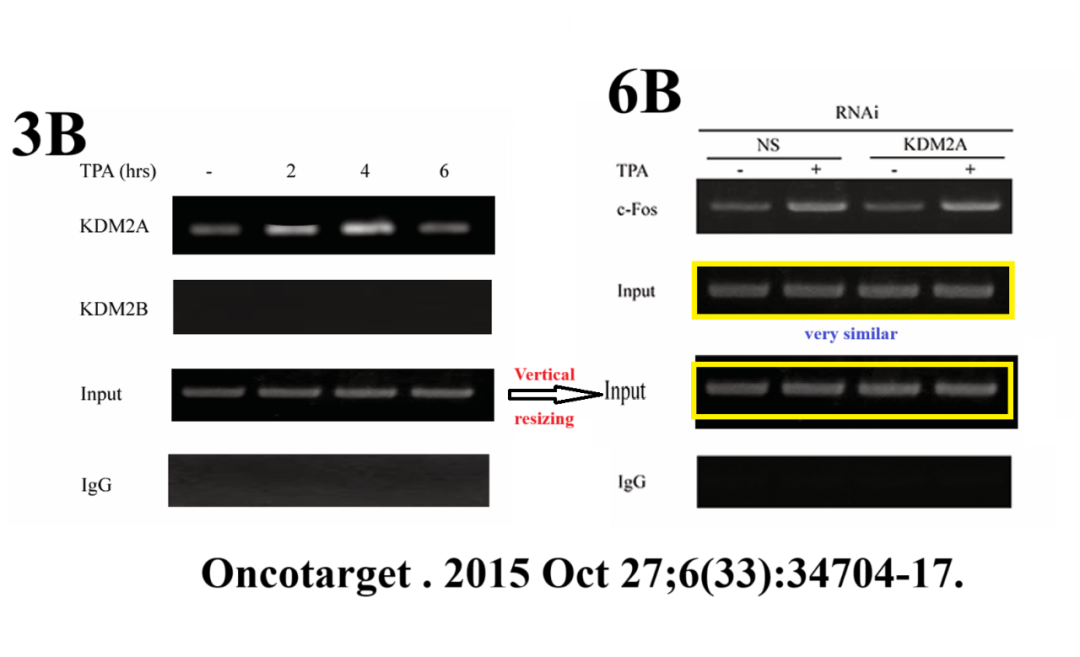 3B
TPA (hrs) - 2 4 6
KDM2A
KDM2B
Input
IgG
Vertical
resizing
6B
RNAi
NS KDM2A
TPA - + - +
c-Fos
Input
very similar
Input
IgG
Oncotarget . 2015 Oct 27;6(33):34704-17.